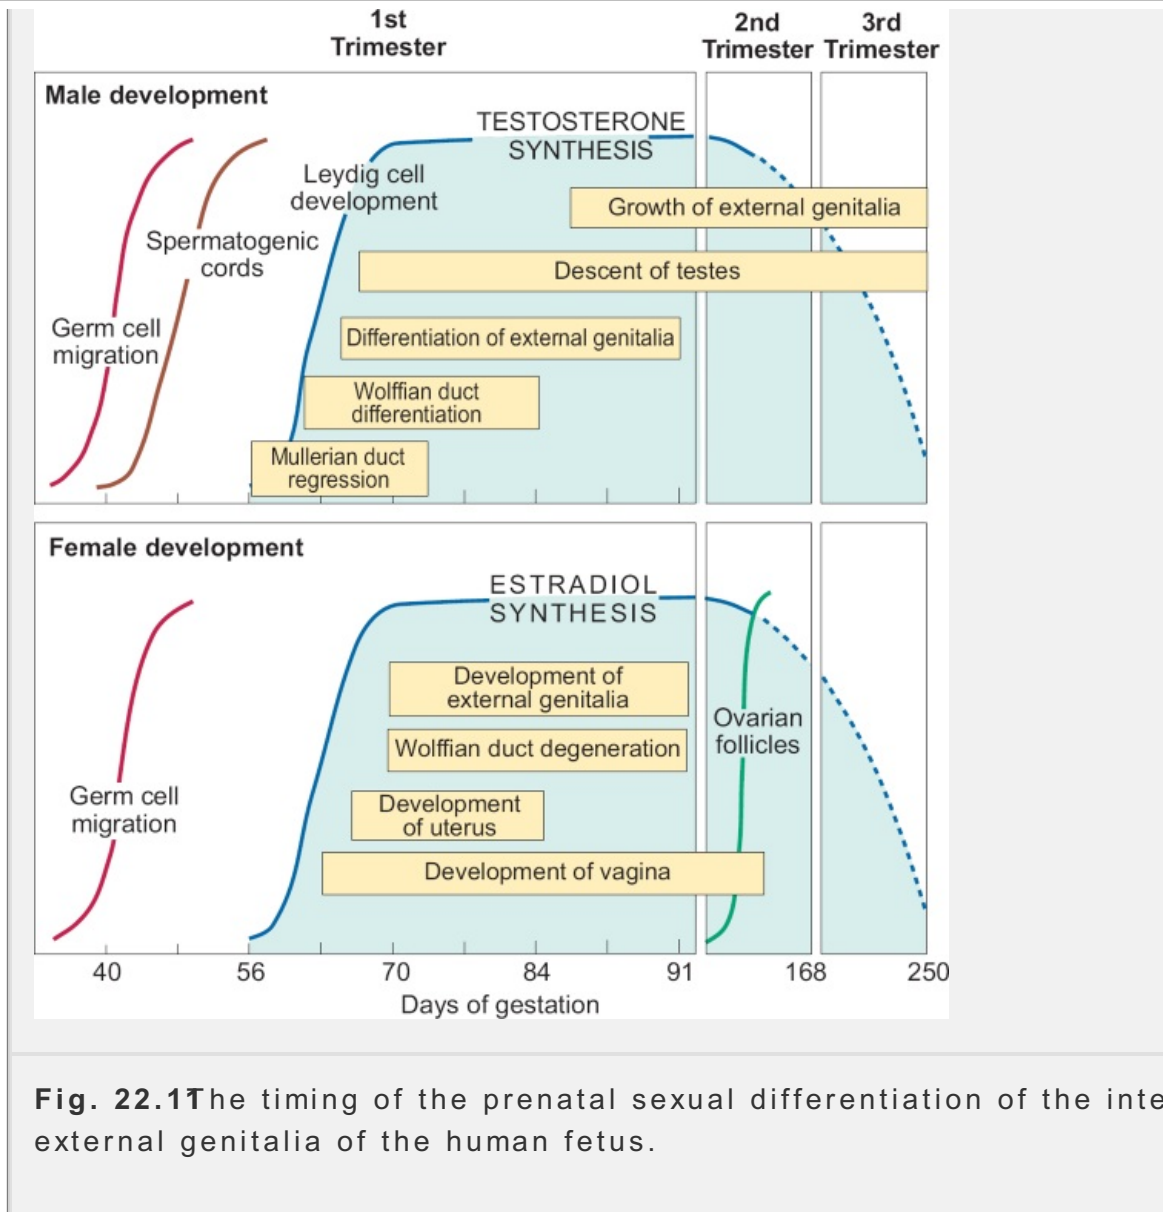 1st
Trimester
2nd
Trimester
3rd
Trimester
Male development
TESTOSTERONE
SYNTHESIS
Leydig cell
development
Growth of external genitalia
Spermatogenic
cords
Descent of testes
Germ cell
migration
Differentiation of external genitalia
Wolffian duct
differentiation
Mullerian duct
regression
Female development
ESTRADIOL
SYNTHESIS
Development of
external genitalia
Ovarian
follicles
Wolffian duct degeneration
Germ cell
migration
Development
of uterus
Development of vagina
40 56 70 84 91 168 250
Days of gestation
Fig. 22.11 The timing of the prenatal sexual differentiation of the inte
external genitalia of the human fetus.